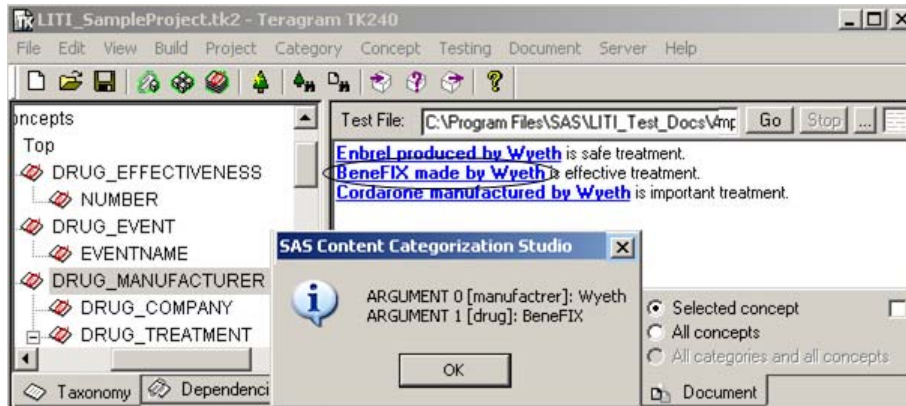 LITI_SampleProject.tk2 - Teragram TK240
File Edit View Build Project Category Concept Testing Document Server Help
oncepts
Top
DRUG_EFFECTIVENESS
NUMBER
DRUG_EVENT
EVENTNAME
DRUG_MANUFACTURER
DRUG_COMPANY
DRUG_TREATMENT
Taxonomy Dependenci
Test File: C:\Program Files\SAS\LITI_Test_Docs\Amp Go Stop ...
Enbrel produced by Wyeth is safe treatment.
BeneFIX made by Wyeth is effective treatment.
Cordarone manufactured by Wyeth is important treatment.
SAS Content Categorization Studio
ARGUMENT 0 [manufactrer]: Wyeth
ARGUMENT 1 [drug]: BeneFIX
OK
Selected concept
All concepts
All categories and all concepts
Document